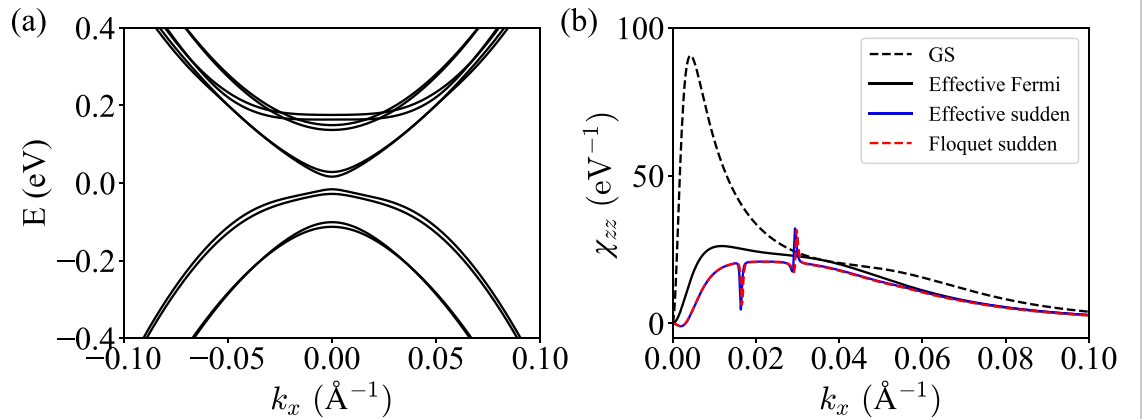 (a)
0.4
0.2
0.0
−0.2
−0.4
E (eV)
−0.10
−0.05
0.00
0.05
0.10
k_x (Å⁻¹)
(b)
100
50
0
χ_zz (eV⁻¹)
GS
Effective Fermi
Effective sudden
Floquet sudden
0.00
0.02
0.04
0.06
0.08
0.10
k_x (Å⁻¹)